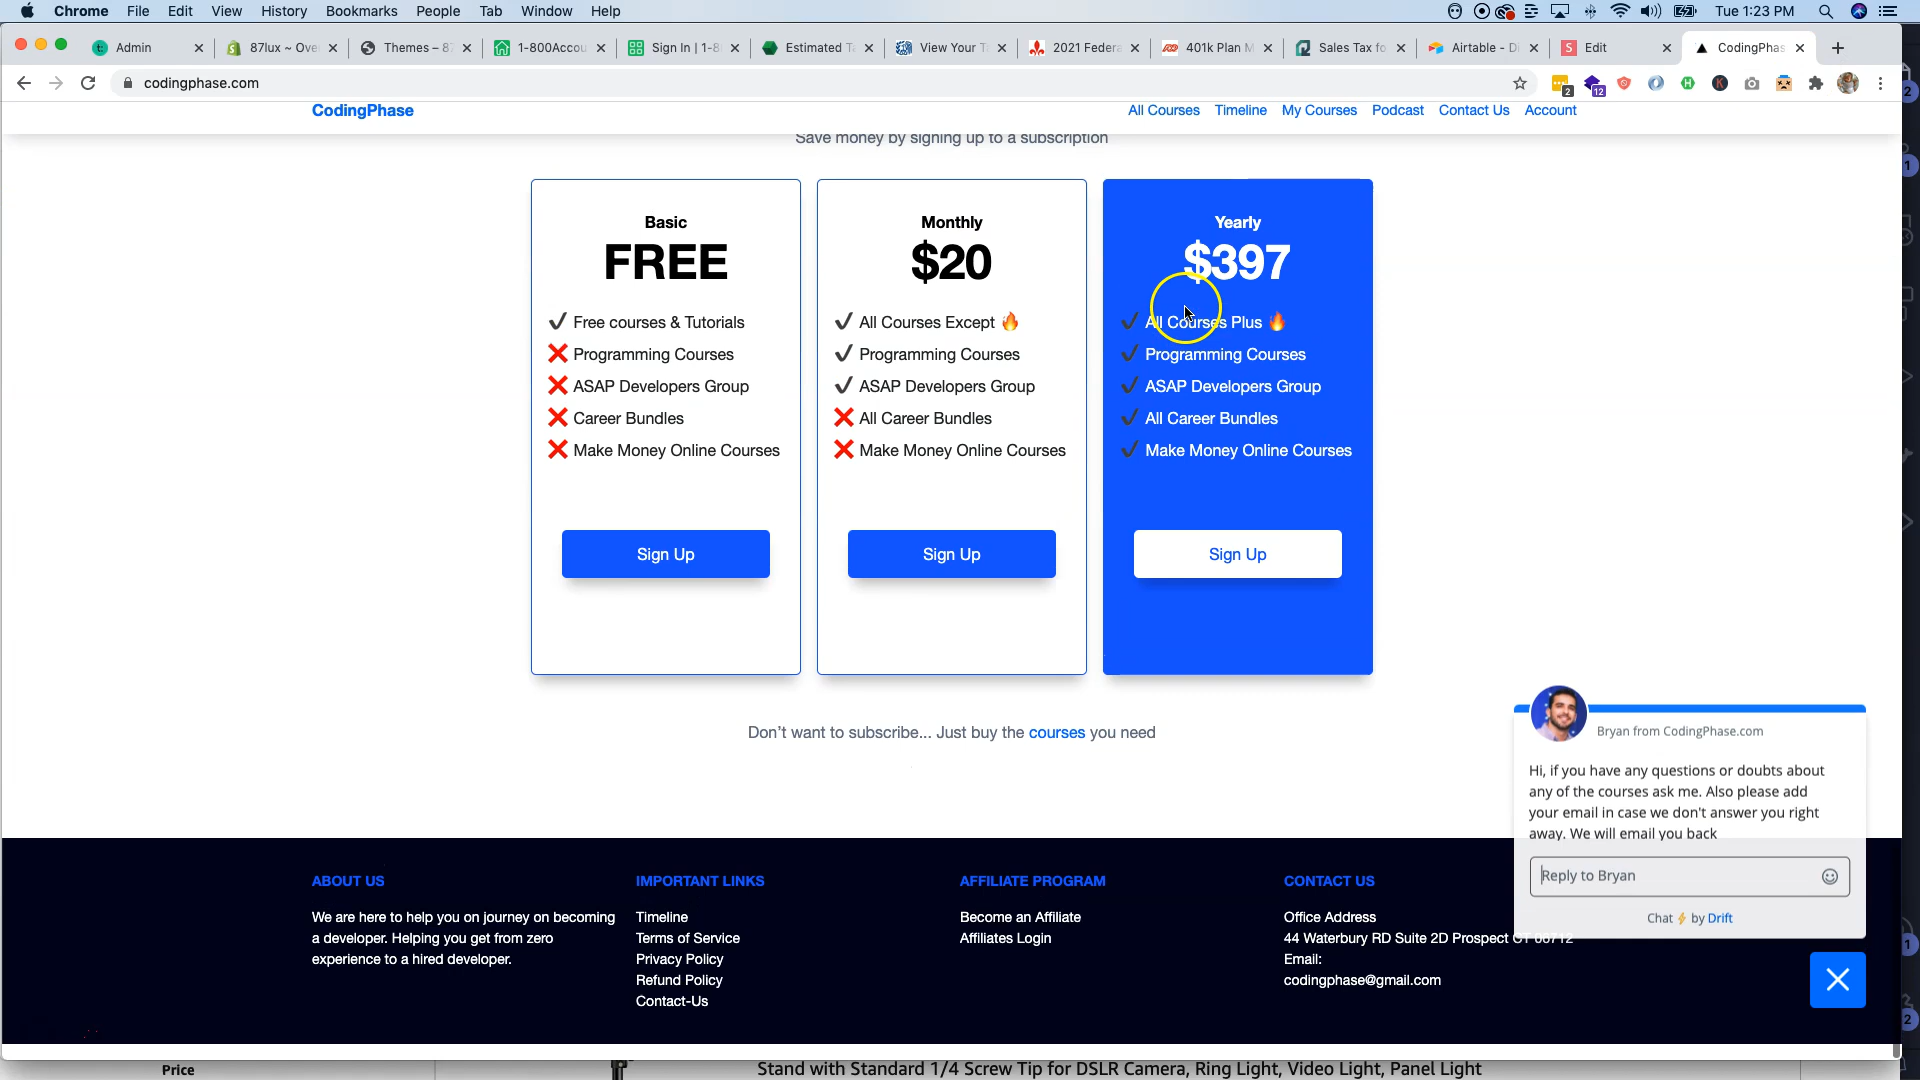 Chrome File Edit View History Bookmarks People Tab Window Help Tue 1:23 PM
Admin 87lux ~ Ove Themes – 8 1-800Accou Sign In | 1-8 Estimated T View Your T 2021 Federa 401k Plan M Sales Tax fo Airtable - D Edit CodingPhas
codingphase.com 2 12
CodingPhase All Courses Timeline My Courses Podcast Contact Us Account
Save money by signing up to a subscription
Basic
FREE
Free courses & Tutorials
Programming Courses
ASAP Developers Group
Career Bundles
Make Money Online Courses
Sign Up
Monthly
$20
All Courses Except
Programming Courses
ASAP Developers Group
All Career Bundles
Make Money Online Courses
Sign Up
Yearly
$397
All Courses Plus
Programming Courses
ASAP Developers Group
All Career Bundles
Make Money Online Courses
Sign Up
Don't want to subscribe... Just buy the courses you need
Bryan from CodingPhase.com
Hi, if you have any questions or doubts about
any of the courses ask me. Also please add
your email in case we don't answer you right
away. We will email you back
Reply to Bryan
Chat by Drift
ABOUT US
We are here to help you on journey on becoming
a developer. Helping you get from zero
experience to a hired developer.
IMPORTANT LINKS
Timeline
Terms of Service
Privacy Policy
Refund Policy
Contact-Us
AFFILIATE PROGRAM
Become an Affiliate
Affiliates Login
CONTACT US
Office Address
44 Waterbury RD Suite 2D Prospect CT 06712
Email:
codingphase@gmail.com
Price
Stand with Standard 1/4 Screw Tip for DSLR Camera, Ring Light, Video Light, Panel Light
2
1
1
2